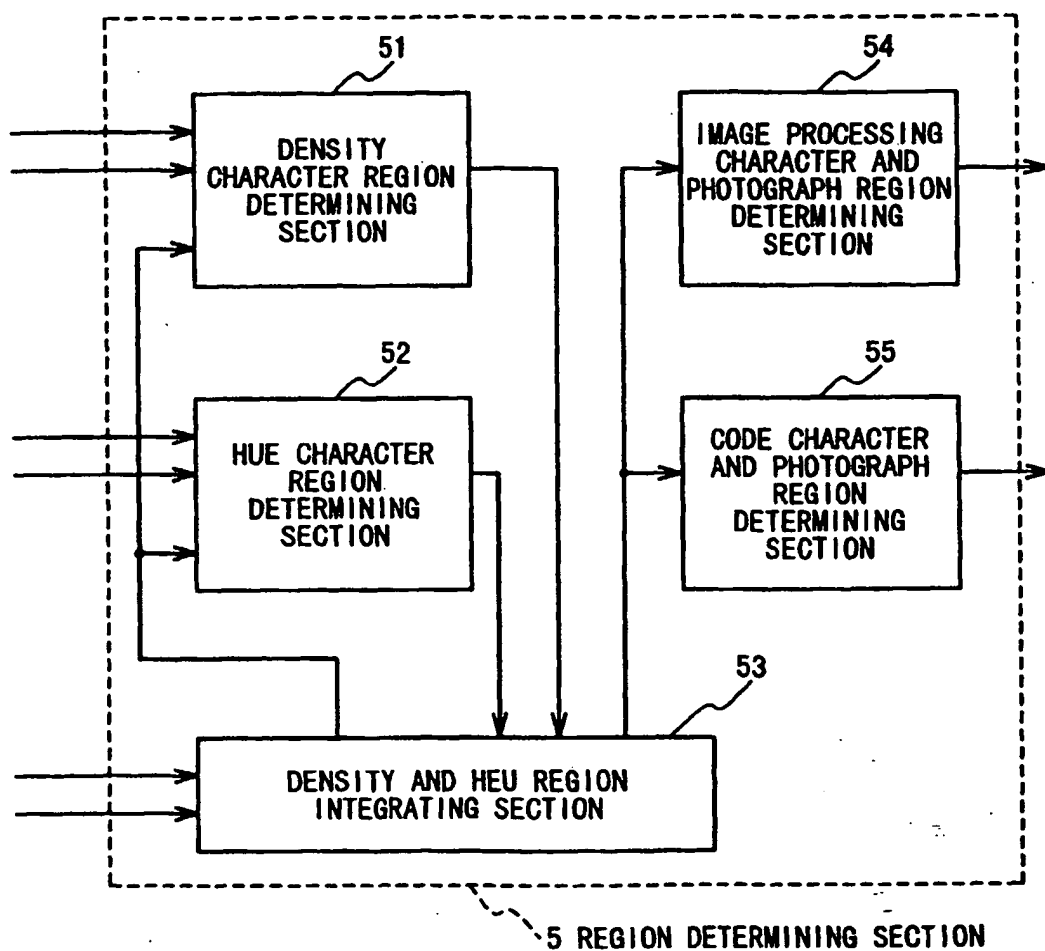 51
DENSITY
CHARACTER REGION
DETERMINING
SECTION
54
IMAGE PROCESSING
CHARACTER AND
PHOTOGRAPH REGION
DETERMINING
SECTION
52
HUE CHARACTER
REGION
DETERMINING
SECTION
55
CODE CHARACTER
AND PHOTOGRAPH
REGION
DETERMINING
SECTION
53
DENSITY AND HEU REGION
INTEGRATING SECTION
5 REGION DETERMINING SECTION